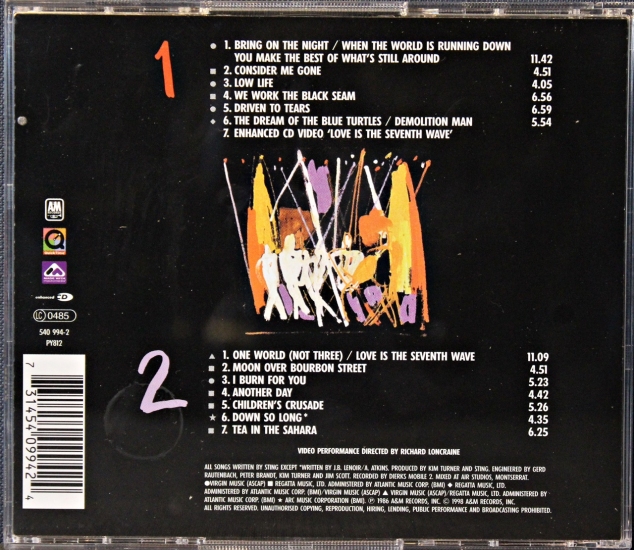 1
● 1. BRING ON THE NIGHT / WHEN THE WORLD IS RUNNING DOWN
YOU MAKE THE BEST OF WHAT'S STILL AROUND 11.42
■ 2. CONSIDER ME GONE 4.51
● 3. LOW LIFE 4.05
■ 4. WE WORK THE BLACK SEAM 6.56
● 5. DRIVEN TO TEARS 6.59
◆ 6. THE DREAM OF THE BLUE TURTLES / DEMOLITION MAN 5.54
7. ENHANCED CD VIDEO 'LOVE IS THE SEVENTH WAVE'
AM
enhanced CD
LC 0485
540 994-2
PY812
7 31454 09942 4
2
▲ 1. ONE WORLD (NOT THREE) / LOVE IS THE SEVENTH WAVE 11.09
■ 2. MOON OVER BOURBON STREET 4.51
● 3. I BURN FOR YOU 5.23
■ 4. ANOTHER DAY 4.42
■ 5. CHILDREN'S CRUSADE 5.26
★ 6. DOWN SO LONG* 4.35
■ 7. TEA IN THE SAHARA 6.25
VIDEO PERFORMANCE DIRECTED BY RICHARD LONCRAINE
ALL SONGS WRITTEN BY STING EXCEPT *WRITTEN BY J.B. LENOIR/A. ATKINS. PRODUCED BY KIM TURNER AND STING. ENGINEERED BY GERD
RAUTENBACH, PETER BRANDT, KIM TURNER AND JIM SCOTT. RECORDED BY DIERKS MOBILE 2. MIXED AT AIR STUDIOS, MONTSERRAT.
●VIRGIN MUSIC (ASCAP) ■ REGATTA MUSIC, LTD. ADMINISTERED BY ATLANTIC MUSIC CORP. (BMI) ◆ REGATTA MUSIC, LTD.
ADMINISTERED BY ATLANTIC MUSIC CORP. (BMI)/VIRGIN MUSIC (ASCAP) ▲ VIRGIN MUSIC (ASCAP)/REGATTA MUSIC, LTD. ADMINISTERED BY
ATLANTIC MUSIC CORP. (BMI) ★ ARC MUSIC CORPORATION (BMI). ℗ 1986 A&M RECORDS, INC. © 1998 A&M RECORDS, INC.
ALL RIGHTS RESERVED. UNAUTHORISED COPYING, REPRODUCTION, HIRING, LENDING, PUBLIC PERFORMANCE AND BROADCASTING PROHIBITED.